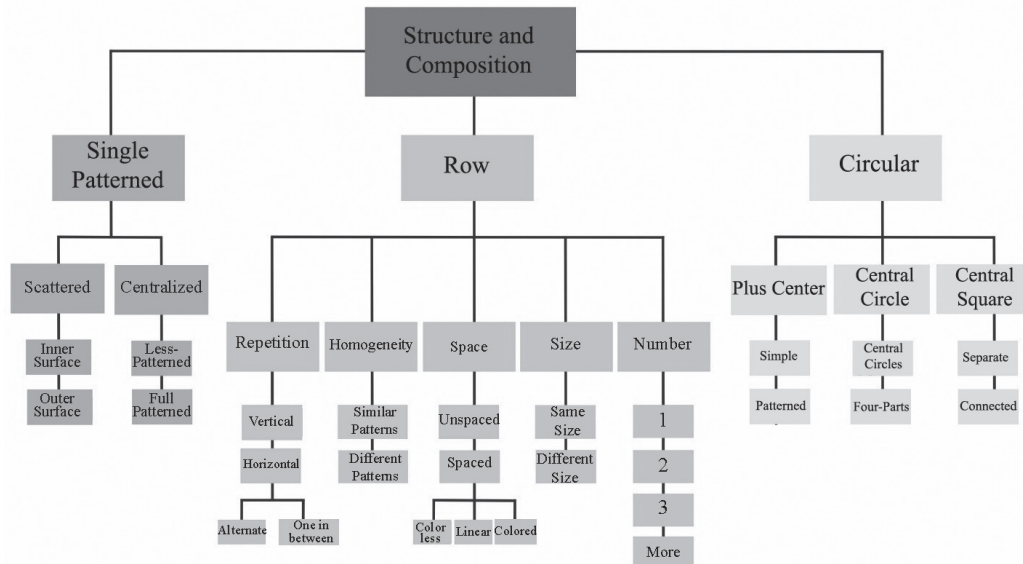 Structure and
Composition
Single
Patterned
Row
Circular
Scattered
Centralized
Plus Center
Central
Circle
Central
Square
Inner
Surface
Outer
Surface
Less-
Patterned
Full
Patterned
Repetition
Homogeneity
Space
Size
Number
Simple
Patterned
Central
Circles
Four-Parts
Separate
Connected
Vertical
Horizontal
Alternate
One in
between
Similar
Patterns
Different
Patterns
Unspaced
Spaced
Color
less
Linear
Colored
Same
Size
Different
Size
1
2
3
More